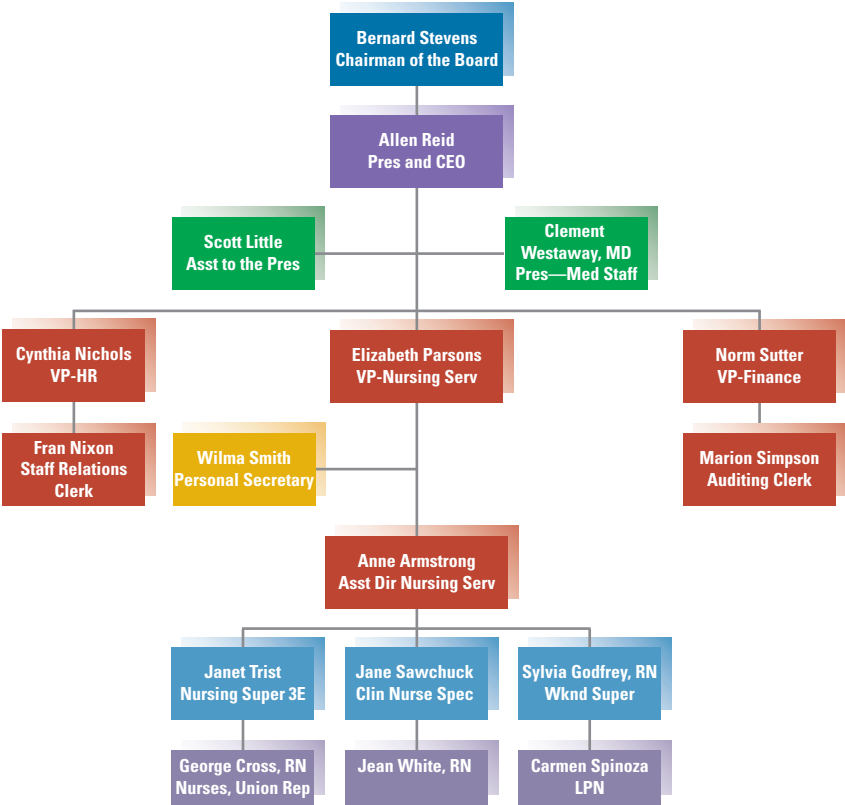 Bernard Stevens
Chairman of the Board
Allen Reid
Pres and CEO
Scott Little
Asst to the Pres
Clement
Westaway, MD
Pres—Med Staff
Cynthia Nichols
VP-HR
Elizabeth Parsons
VP-Nursing Serv
Norm Sutter
VP-Finance
Fran Nixon
Staff Relations
Clerk
Wilma Smith
Personal Secretary
Marion Simpson
Auditing Clerk
Anne Armstrong
Asst Dir Nursing Serv
Janet Trist
Nursing Super 3E
Jane Sawchuck
Clin Nurse Spec
Sylvia Godfrey, RN
Wknd Super
George Cross, RN
Nurses, Union Rep
Jean White, RN
Carmen Spinoza
LPN